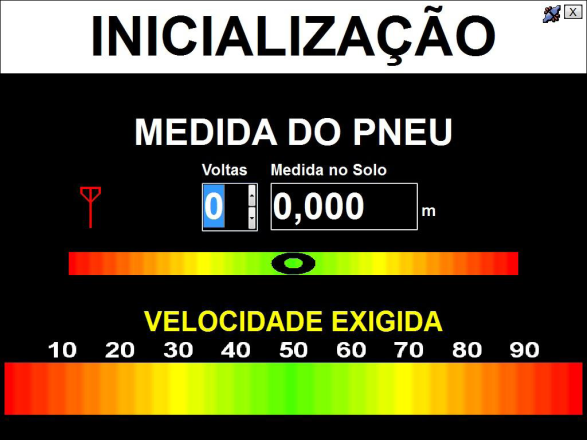 INICIALIZAÇÃO
X
MEDIDA DO PNEU
Voltas Medida no Solo
0 0,000 m
VELOCIDADE EXIGIDA
10 20 30 40 50 60 70 80 90